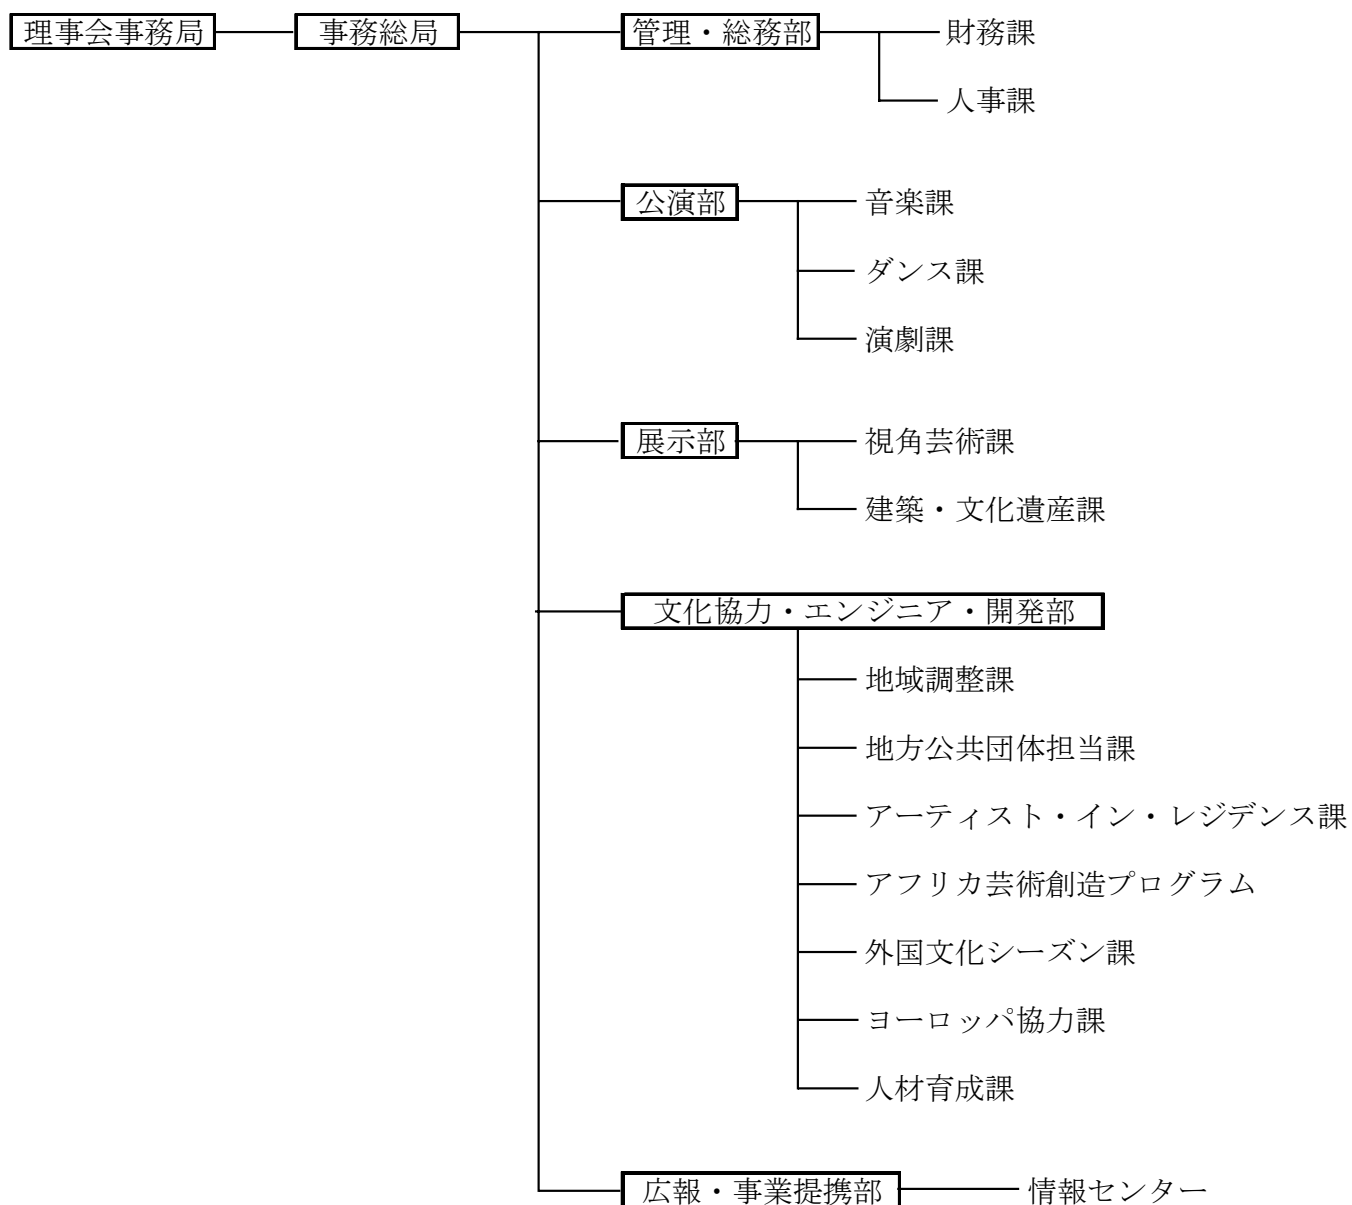 理事会事務局 事務総局 管理・総務部 財務課
人事課
公演部 音楽課
ダンス課
演劇課
展示部 視角芸術課
建築・文化遺産課
文化協力・エンジニア・開発部
地域調整課
地方公共団体担当課
アーティスト・イン・レジデンス課
アフリカ芸術創造プログラム
外国文化シーズン課
ヨーロッパ協力課
人材育成課
広報・事業提携部 情報センター